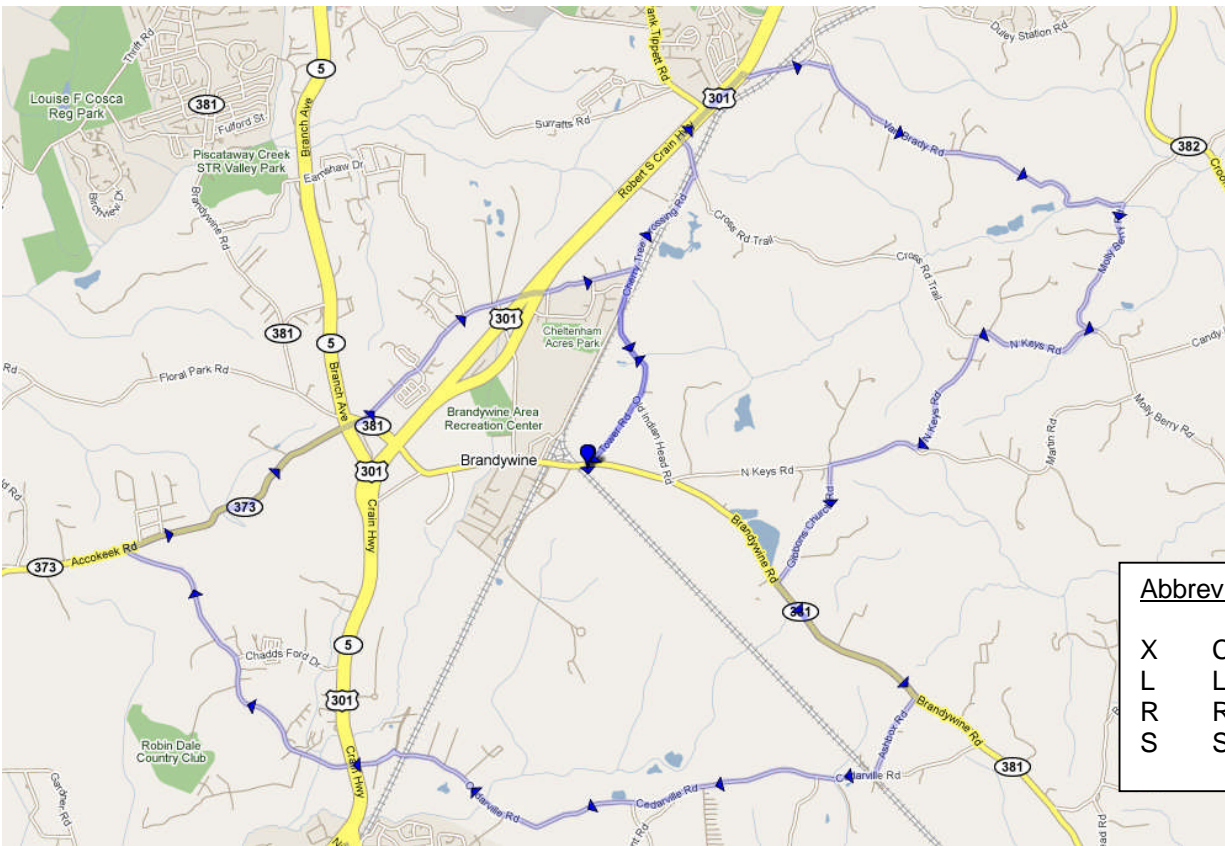 Thrift Rd
5
Louise F Cosca
Reg Park
381
Fulford St
Branch Ave
Tippett Rd
301
Duley Station Rd
Surratts Rd
Piscataway Creek
STR Valley Park
Earnshaw Dr
Birchview Dr
Brandywine Rd
Robert S Crain Hwy
Van Brady Rd
382
Cross Rd Trail
Cherry Tree Crossing Rd
Molly Berry Rd
Cross Rd Trail
301
381
5
Cheltenham
Acres Park
N Keys Rd
Candy
Rd
Floral Park Rd
Branch Ave
381
Brandywine Area
Recreation Center
Tower Rd
Old Indian Head Rd
N Keys Rd
Martin Rd
Molly Berry Rd
301
Brandywine
N Keys Rd
373
Crain Hwy
Gibbons Church Rd
Brandywine Rd
Accokeek Rd
373
381
Abbrev
X C
L L
R R
S S
5
Chadds Ford Dr
301
Robin Dale
Country Club
Crain Hwy
Ashbox Rd
Brandywine Rd
381
Cedarville Rd
Cedarville Rd
Cedarville Rd
Gardner Rd